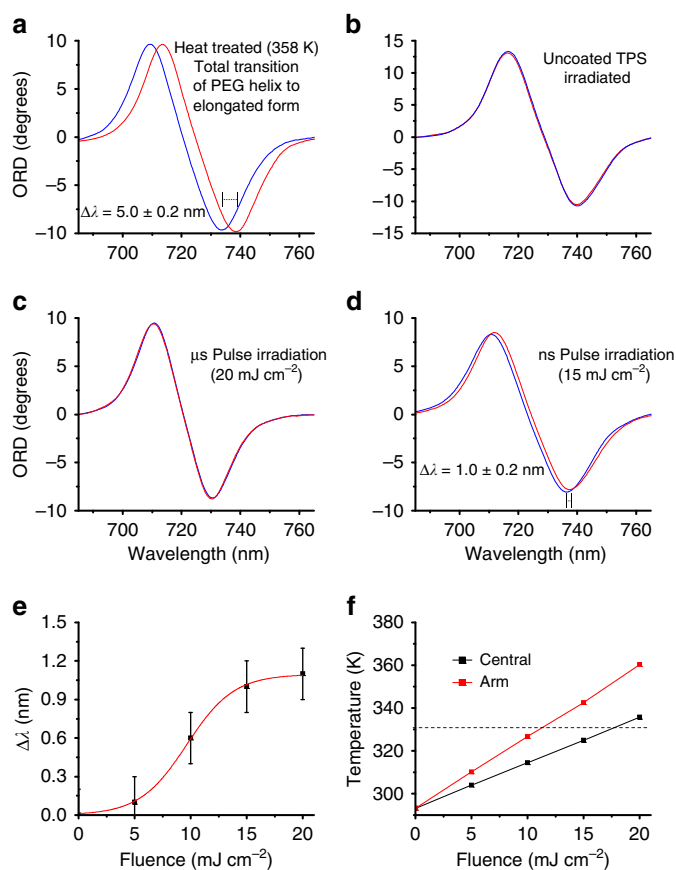 a
Heat treated (358 K)
Total transition
of PEG helix to
elongated form
Δλ = 5.0 ± 0.2 nm
ORD (degrees)
10
5
0
−5
−10
700
720
740
760
b
Uncoated TPS
irradiated
ORD (degrees)
15
10
5
0
−5
−10
−15
700
720
740
760
c
μs Pulse irradiation
(20 mJ cm−2)
ORD (degrees)
10
5
0
−5
−10
700
720
740
760
Wavelength (nm)
d
ns Pulse irradiation
(15 mJ cm−2)
Δλ = 1.0 ± 0.2 nm
ORD (degrees)
10
5
0
−5
−10
700
720
740
760
Wavelength (nm)
e
Δλ (nm)
1.5
1.2
0.9
0.6
0.3
0.0
0
5
10
15
20
Fluence (mJ cm−2)
f
Central
Arm
Temperature (K)
380
360
340
320
300
0
5
10
15
20
Fluence (mJ cm−2)